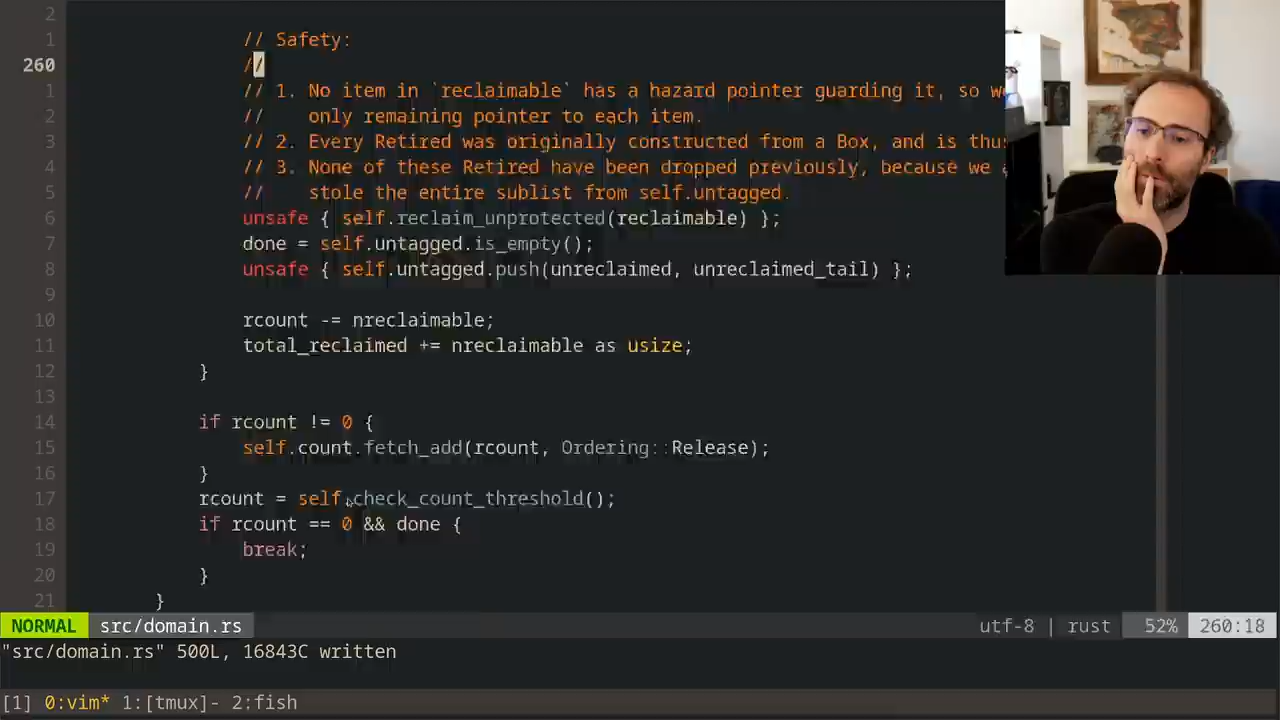 2
1 // Safety:
260 //
1 // 1. No item in `reclaimable` has a hazard pointer guarding it, so we
2 // only remaining pointer to each item.
3 // 2. Every Retired was originally constructed from a Box, and is thus
4 // 3. None of these Retired have been dropped previously, because we
5 // stole the entire sublist from self.untagged.
6 unsafe { self.reclaim_unprotected(reclaimable) };
7 done = self.untagged.is_empty();
8 unsafe { self.untagged.push(unreclaimed, unreclaimed_tail) };
9
10 rcount -= nreclaimable;
11 total_reclaimed += nreclaimable as usize;
12 }
13
14 if rcount != 0 {
15 self.count.fetch_add(rcount, Ordering::Release);
16 }
17 rcount = self.check_count_threshold();
18 if rcount == 0 && done {
19 break;
20 }
21 }
NORMAL src/domain.rs utf-8 | rust 52% 260:18
"src/domain.rs" 500L, 16843C written
[1] 0:vim* 1:[tmux]- 2:fish